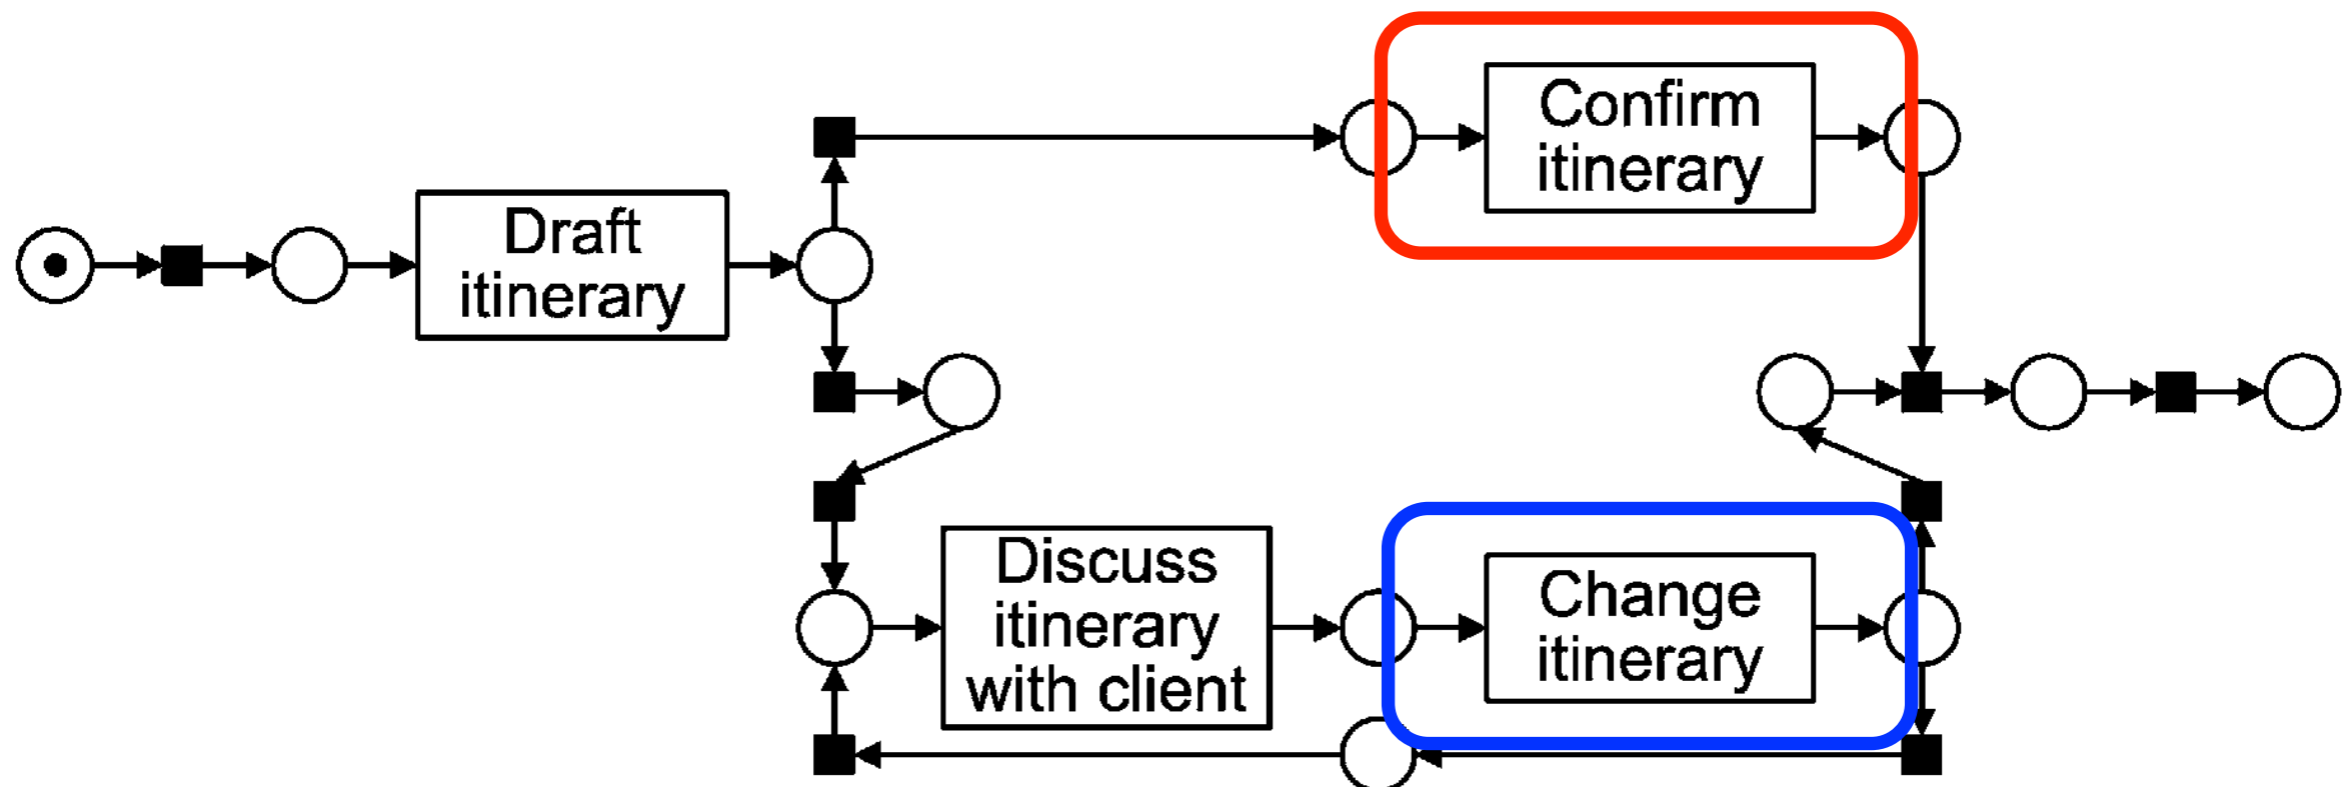 Confirm
itinerary
Draft
itinerary
Discuss
itinerary
with client
Change
itinerary